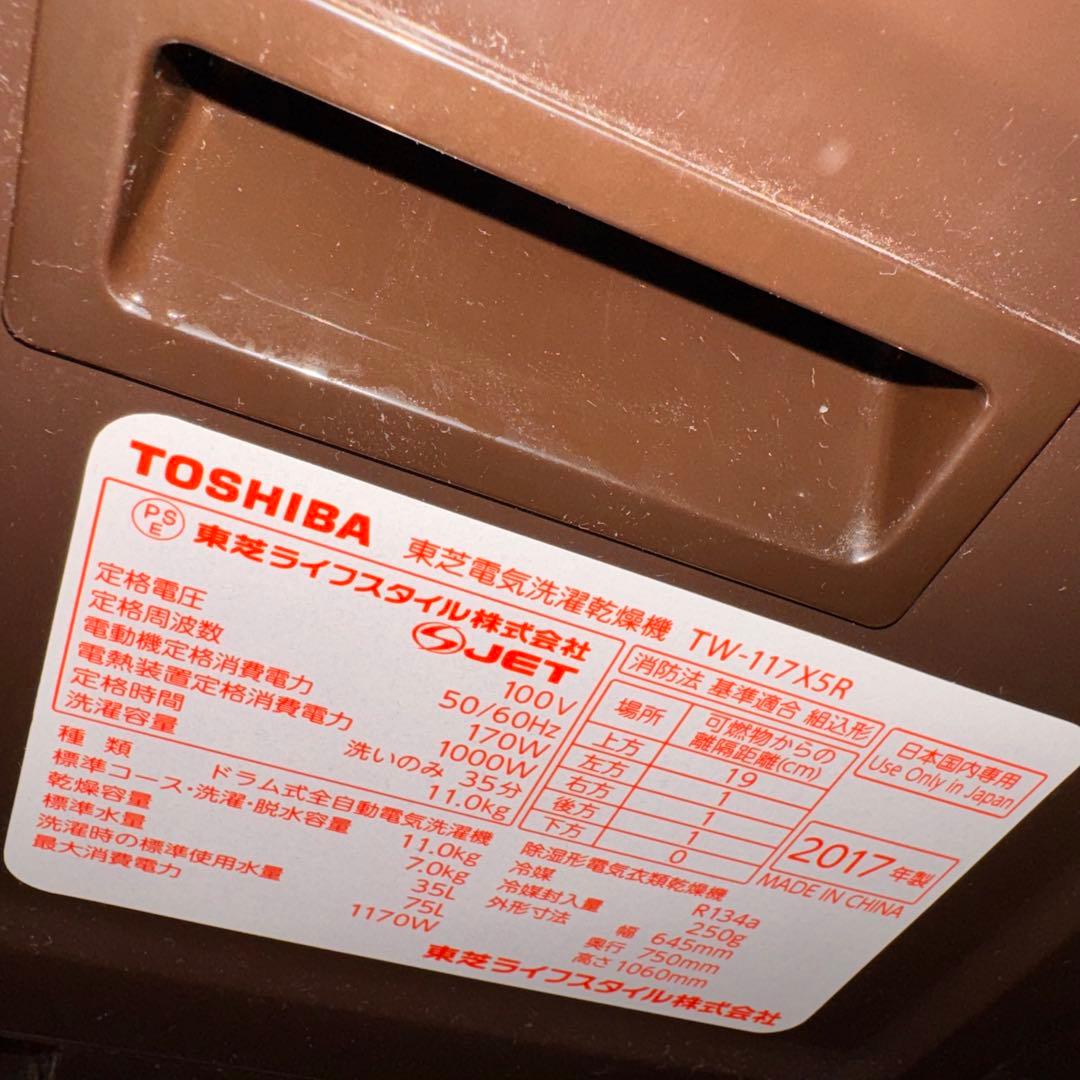 TOSHIBA 東芝電気洗濯乾燥機 TW-117X5R
PSE 東芝ライフスタイル株式会社
SJET
定格電圧 100V
定格周波数 50/60Hz
電動機定格消費電力 170W
電熱装置定格消費電力 1000W
定格時間 洗いのみ 35分
洗濯容量 11.0kg
種類 ドラム式全自動電気洗濯機
標準コース・洗濯・脱水容量 11.0kg
乾燥容量 7.0kg
標準水量 35L
洗濯時の標準使用水量 75L
最大消費電力 1170W
消防法 基準適合 組込形
場所 可燃物からの離隔距離(cm)
上方 19
左方 1
右方 1
後方 1
下方 0
日本国内専用
Use Only in Japan
2017年製
MADE IN CHINA
除湿形電気衣類乾燥機
冷媒 R134a
冷媒封入量 250g
外形寸法 幅 645mm
奥行 750mm
高さ 1060mm
東芝ライフスタイル株式会社